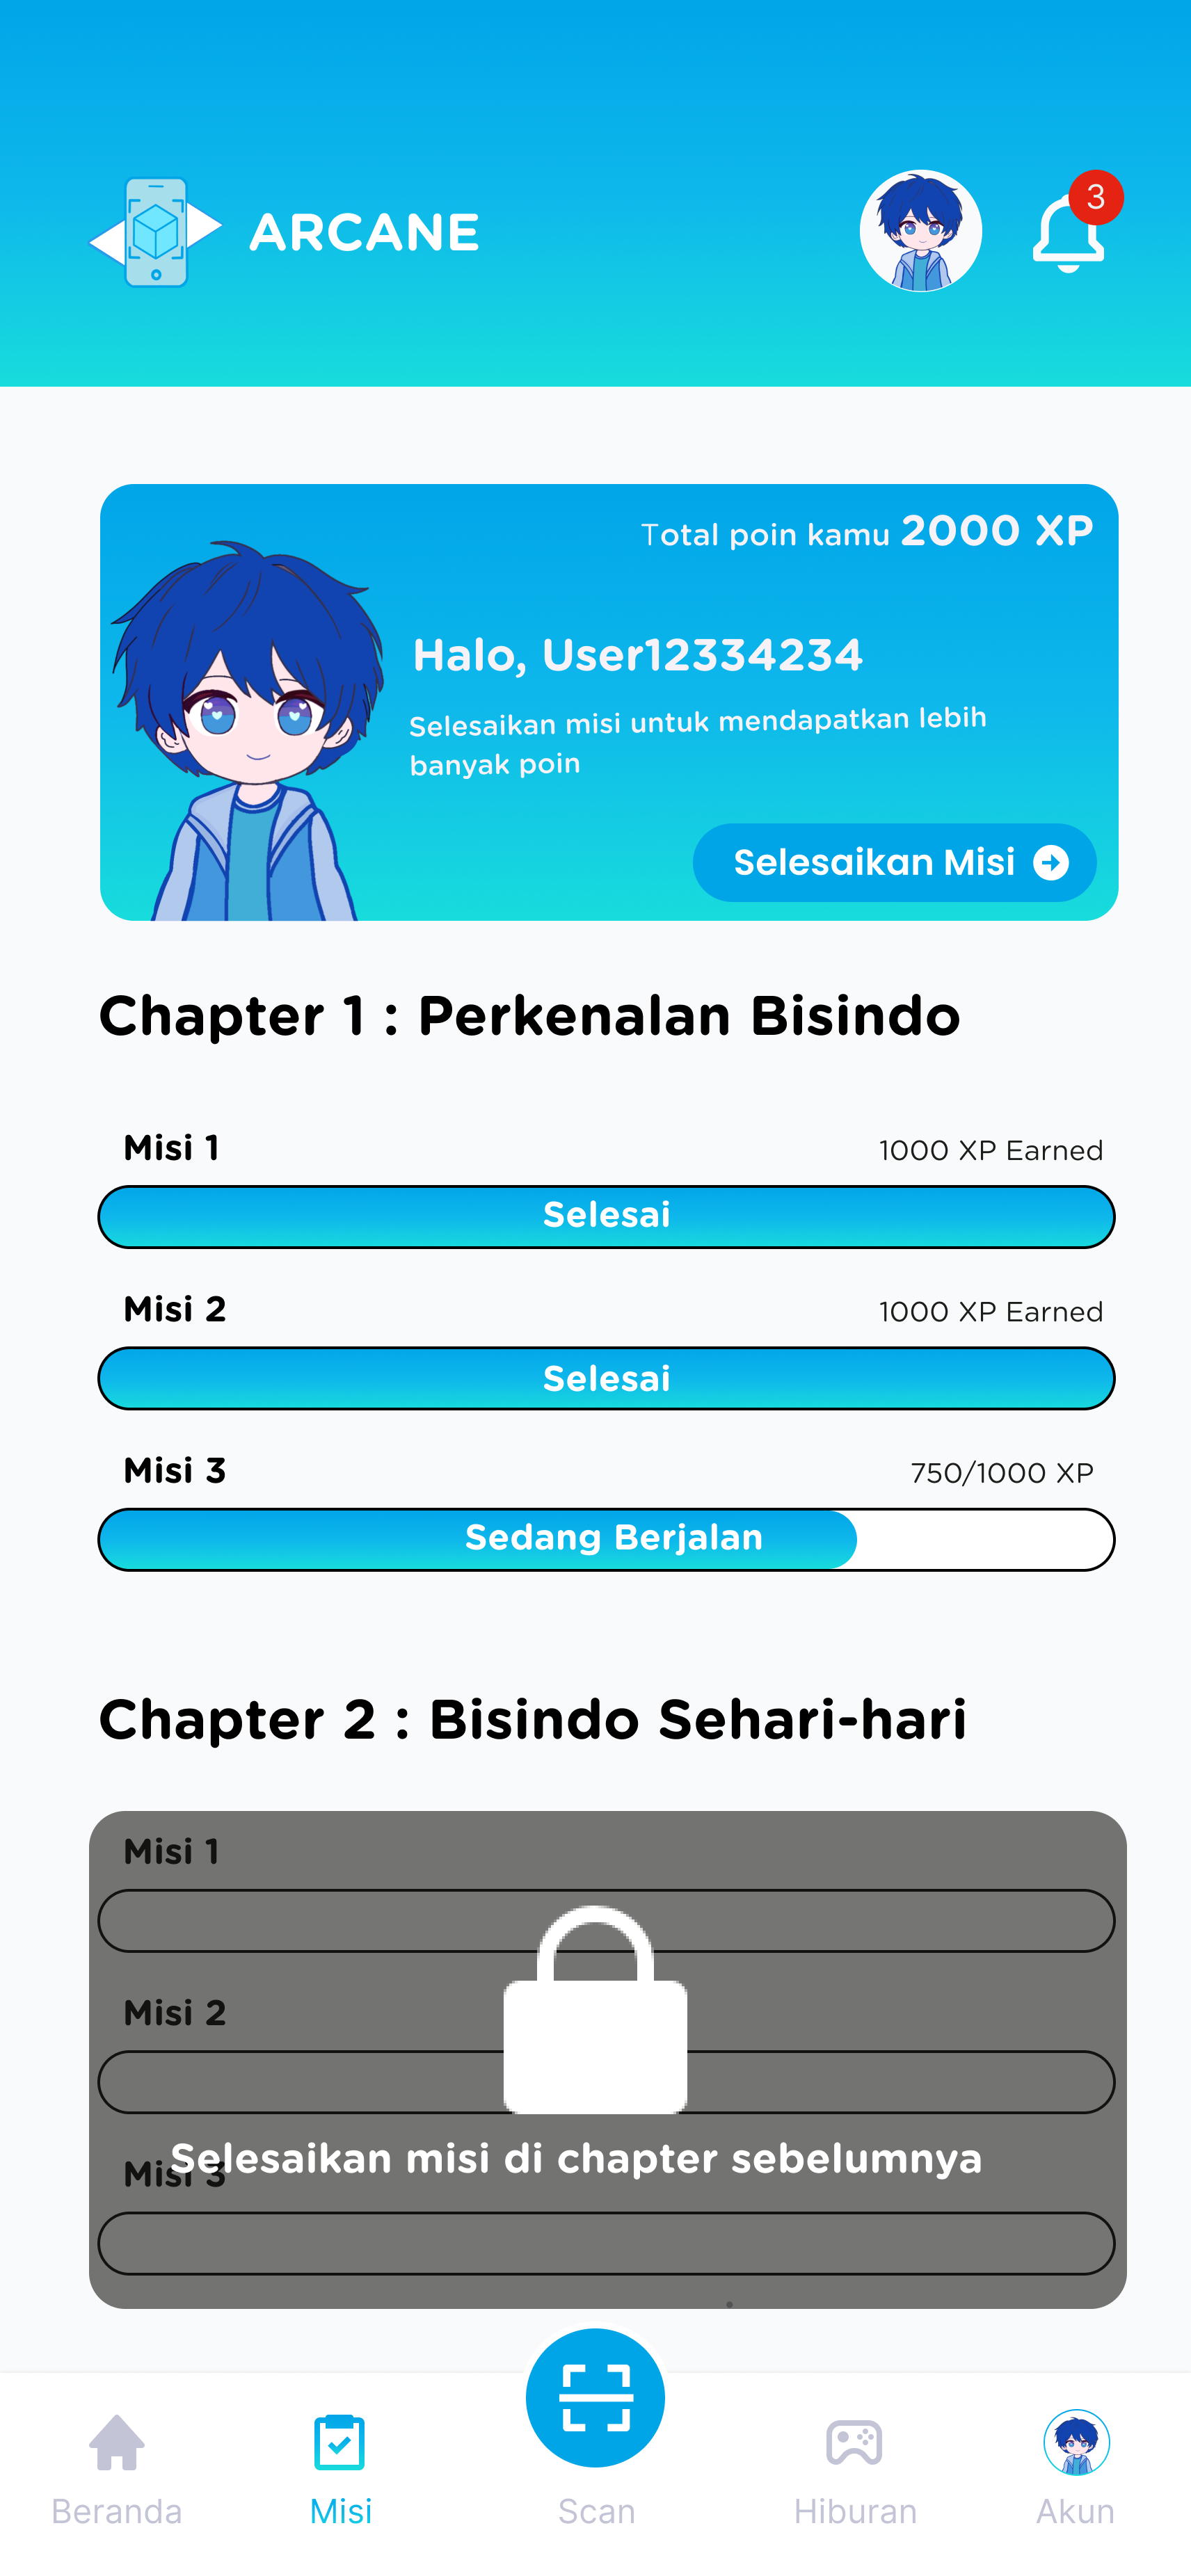 ARCANE
3
Total poin kamu 2000 XP
Halo, User12334234
Selesaikan misi untuk mendapatkan lebih
banyak poin
Selesaikan Misi
Chapter 1 : Perkenalan Bisindo
Misi 1
1000 XP Earned
Selesai
Misi 2
1000 XP Earned
Selesai
Misi 3
750/1000 XP
Sedang Berjalan
Chapter 2 : Bisindo Sehari-hari
Misi 1
Misi 2
Selesaikan misi di chapter sebelumnya
Misi 3
Beranda
Misi
Scan
Hiburan
Akun